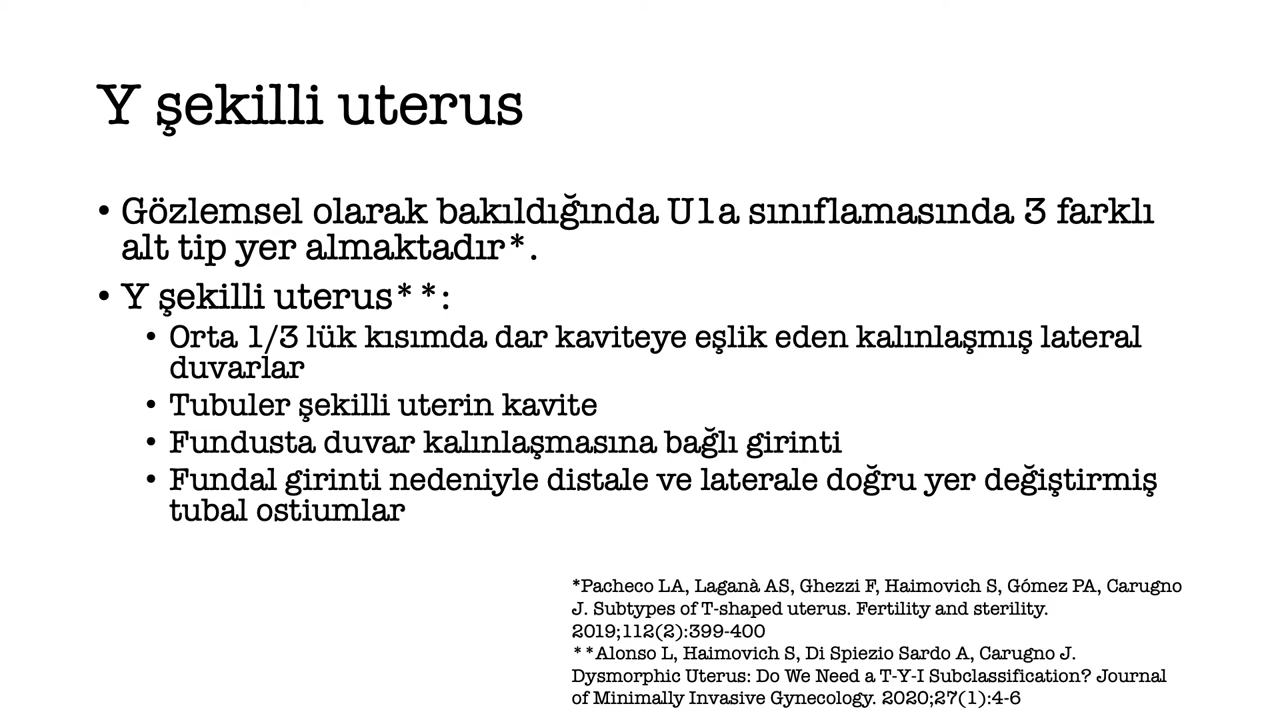 Y şekilli uterus
• Gözlemsel olarak bakıldığında U1a sınıflamasında 3 farklı
alt tip yer almaktadır*.
• Y şekilli uterus**:
• Orta 1/3 lük kısımda dar kaviteye eşlik eden kalınlaşmış lateral
duvarlar
• Tubuler şekilli uterin kavite
• Fundusta duvar kalınlaşmasına bağlı girinti
• Fundal girinti nedeniyle distale ve laterale doğru yer değiştirmiş
tubal ostiumlar
*Pacheco LA, Laganà AS, Ghezzi F, Haimovich S, Gómez PA, Carugno
J. Subtypes of T-shaped uterus. Fertility and sterility.
2019;112(2):399-400
**Alonso L, Haimovich S, Di Spiezio Sardo A, Carugno J.
Dysmorphic Uterus: Do We Need a T-Y-I Subclassification? Journal
of Minimally Invasive Gynecology. 2020;27(1):4-6